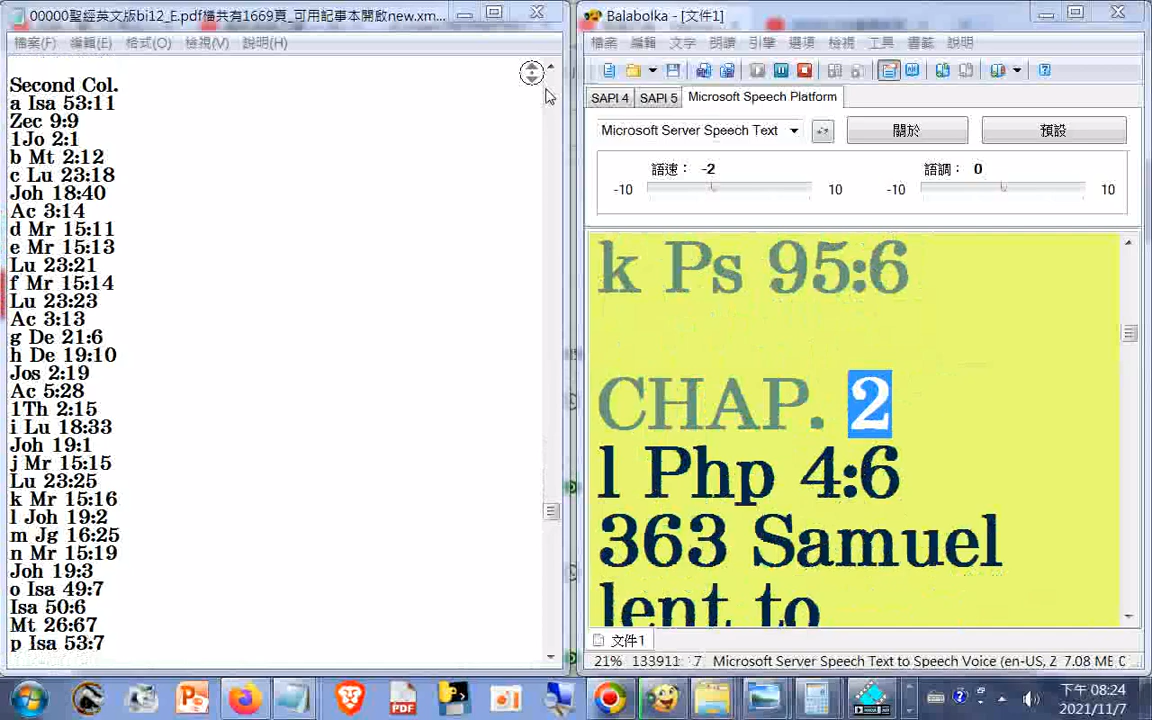 00000聖經英文版bi12_E.pdf檔共有1669頁_可用記事本開啟new.xm...
檔案(F) 編輯(E) 格式(O) 檢視(V) 說明(H)
Second Col.
a Isa 53:11
Zec 9:9
1Jo 2:1
b Mt 2:12
c Lu 23:18
Joh 18:40
Ac 3:14
d Mr 15:11
e Mr 15:13
Lu 23:21
f Mr 15:14
Lu 23:23
Ac 3:13
g De 21:6
h De 19:10
Jos 2:19
Ac 5:28
1Th 2:15
i Lu 18:33
Joh 19:1
j Mr 15:15
Lu 23:25
k Mr 15:16
l Joh 19:2
m Jg 16:25
n Mr 15:19
Joh 19:3
o Isa 49:7
Isa 50:6
Mt 26:67
p Isa 53:7
Balabolka - [文件1]
檔案 編輯 文字 朗讀 引擎 選項 檢視 工具 書籤 說明
SAPI 4 SAPI 5 Microsoft Speech Platform
Microsoft Server Speech Text 關於 預設
語速： -2 語調： 0
-10 10 -10 10
k Ps 95:6
CHAP. 2
l Php 4:6
363 Samuel
lent to
文件1
21% 133911 : 7 Microsoft Server Speech Text to Speech Voice (en-US, Z 7.08 ME C
PDF
下午 08:24
2021/11/7